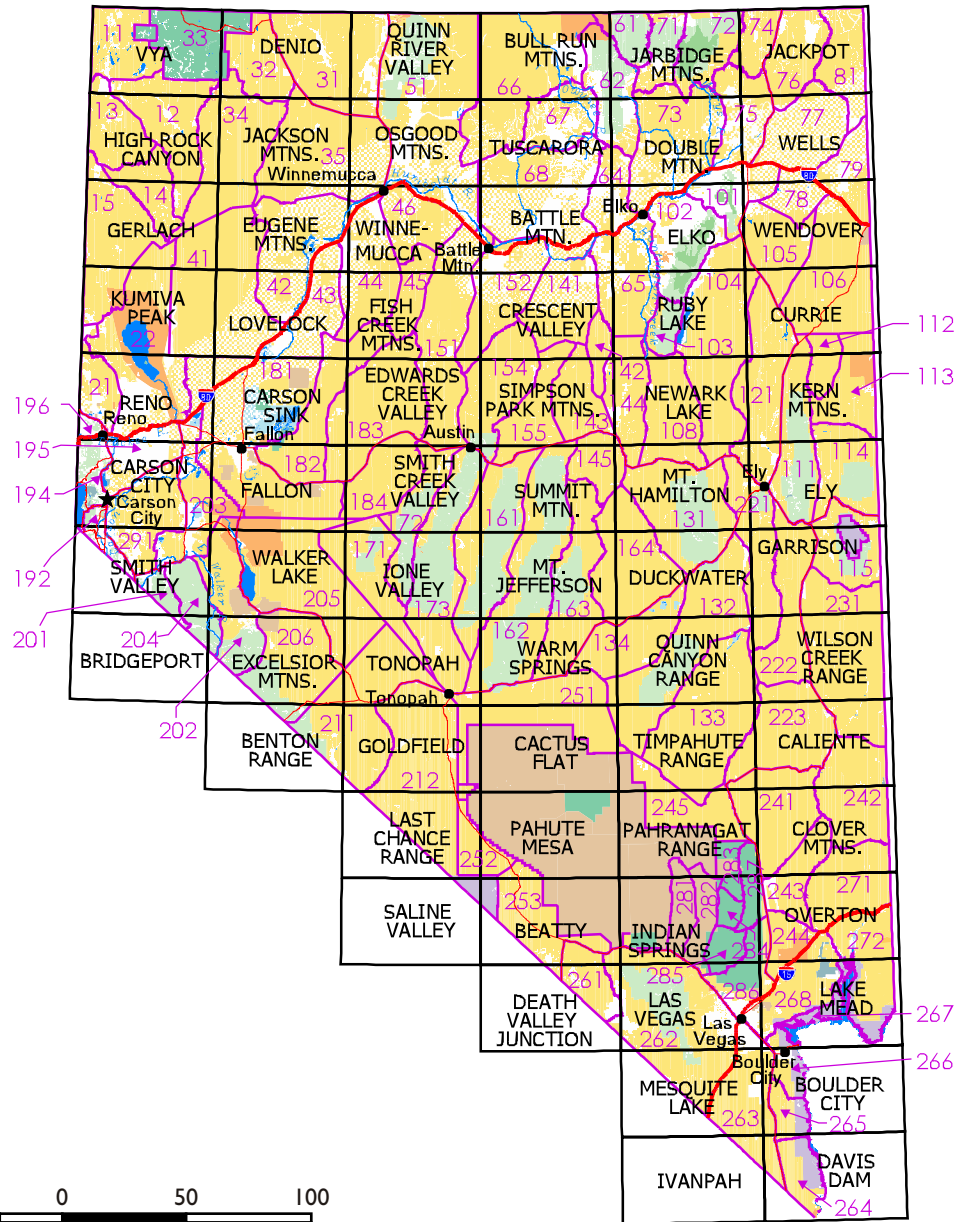 11
33
VYA
DENIO
32
31
QUINN
RIVER
VALLEY
51
BULL RUN
MTNS.
66
61
71
72
74
62
JARBIDGE
MTNS.
JACKPOT
76
81
13
12
34
HIGH ROCK
CANYON
JACKSON
MTNS.
35
Winnemucca
OSGOOD
MTNS.
67
TUSCARORA
68
64
73
75
DOUBLE
MTN.
77
WELLS
80
79
15
14
GERLACH
41
EUGENE
MTNS.
46
WINNE-
MUCCA
Battle
Mtn.
BATTLE
MTN.
Elko
102
101
ELKO
78
WENDOVER
105
KUMIVA
PEAK
22
42
43
LOVELOCK
44
45
FISH
CREEK
MTNS.
151
152
141
CRESCENT
VALLEY
65
104
RUBY
LAKE
103
106
CURRIE
112
113
21
RENO
Reno
80
181
CARSON
SINK
Fallon
EDWARDS
CREEK
VALLEY
183
Austin
154
SIMPSON
PARK MTNS.
155
143
42
144
NEWARK
LAKE
108
121
KERN
MTNS.
196
195
194
192
CARSON
CITY
Carson
City
203
182
FALLON
184
SMITH
CREEK
VALLEY
172
161
SUMMIT
MTN.
145
MT.
HAMILTON
131
Ely
221
111
ELY
114
291
SMITH
VALLEY
201
204
WALKER
LAKE
205
171
IONE
VALLEY
173
MT.
JEFFERSON
163
164
DUCKWATER
132
GARRISON
115
231
BRIDGEPORT
202
206
EXCELSIOR
MTNS.
TONOPAH
Tonopah
162
WARM
SPRINGS
134
251
QUINN
CANYON
RANGE
222
WILSON
CREEK
RANGE
BENTON
RANGE
211
GOLDFIELD
212
CACTUS
FLAT
133
TIMPAHUTE
RANGE
223
CALIENTE
LAST
CHANCE
RANGE
252
PAHUTE
MESA
245
PAHRANAGAT
RANGE
241
242
CLOVER
MTNS.
SALINE
VALLEY
253
BEATTY
281
282
283
287
INDIAN
SPRINGS
284
243
271
OVERTON
244
272
DEATH
VALLEY
JUNCTION
261
285
LAS
VEGAS
262
286
Las
Vegas
15
268
LAKE
MEAD
267
266
MESQUITE
LAKE
263
Boulder
City
BOULDER
CITY
265
IVANPAH
DAVIS
DAM
264
0 50 100